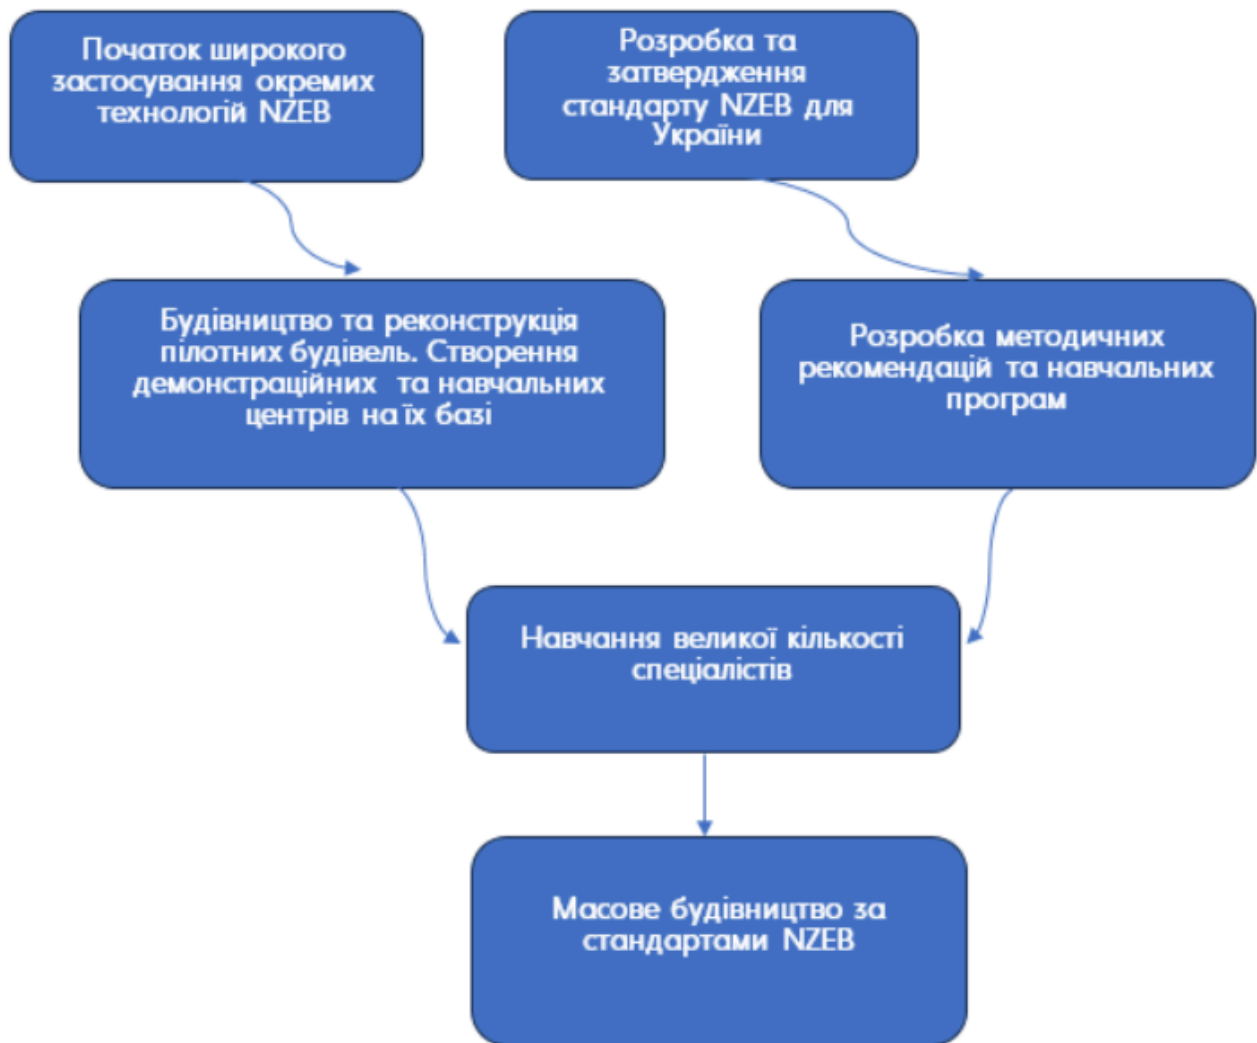 Початок широкого
застосування окремих
технологій NZEB
Розробка та
затвердження
стандарту NZEB для
України
Будівництво та реконструкція
пілотних будівель. Створення
демонстраційних та навчальних
центрів на їх базі
Розробка методичних
рекомендацій та навчальних
програм
Навчання великої кількості
спеціалістів
Масове будівництво за
стандартами NZEB